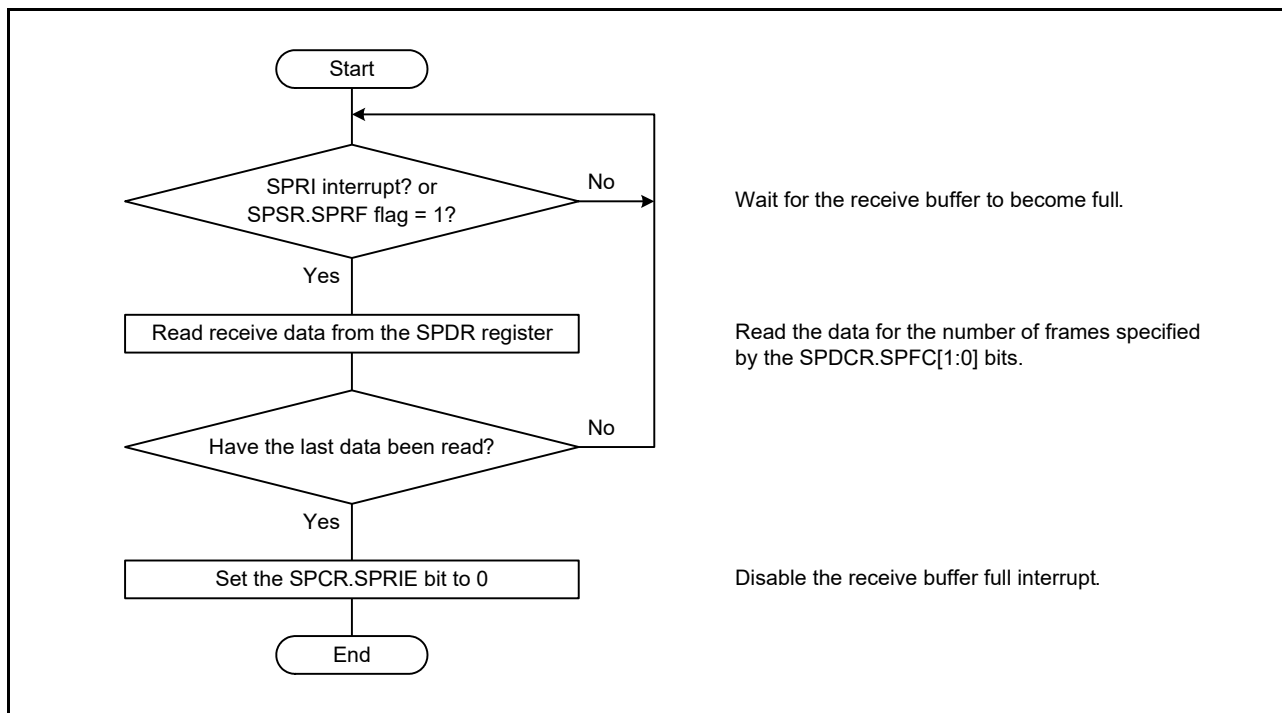 Start
SPRI interrupt? or
SPSR.SPRF flag = 1?
No
Wait for the receive buffer to become full.
Yes
Read receive data from the SPDR register
Read the data for the number of frames specified
by the SPDCR.SPFC[1:0] bits.
Have the last data been read?
No
Yes
Set the SPCR.SPRIE bit to 0
Disable the receive buffer full interrupt.
End